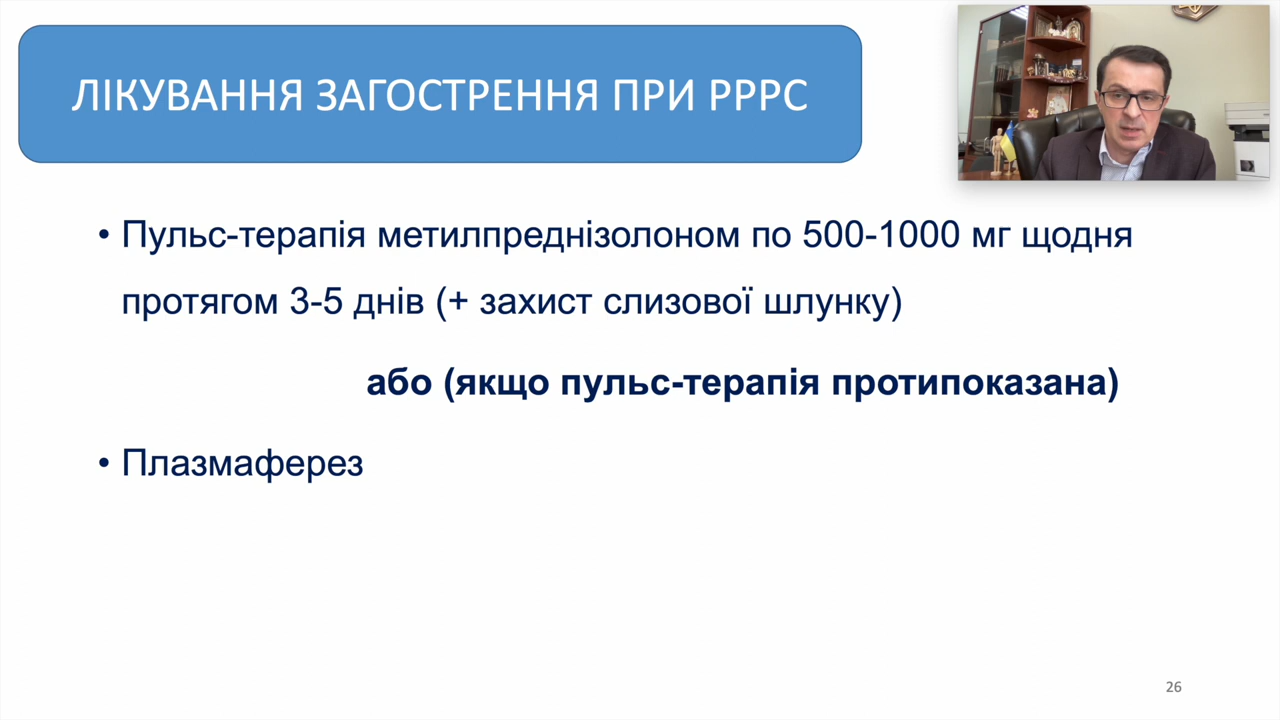 ЛІКУВАННЯ ЗАГОСТРЕННЯ ПРИ РРРС
• Пульс-терапія метилпреднізолоном по 500-1000 мг щодня
протягом 3-5 днів (+ захист слизової шлунку)
або (якщо пульс-терапія протипоказана)
• Плазмаферез
26